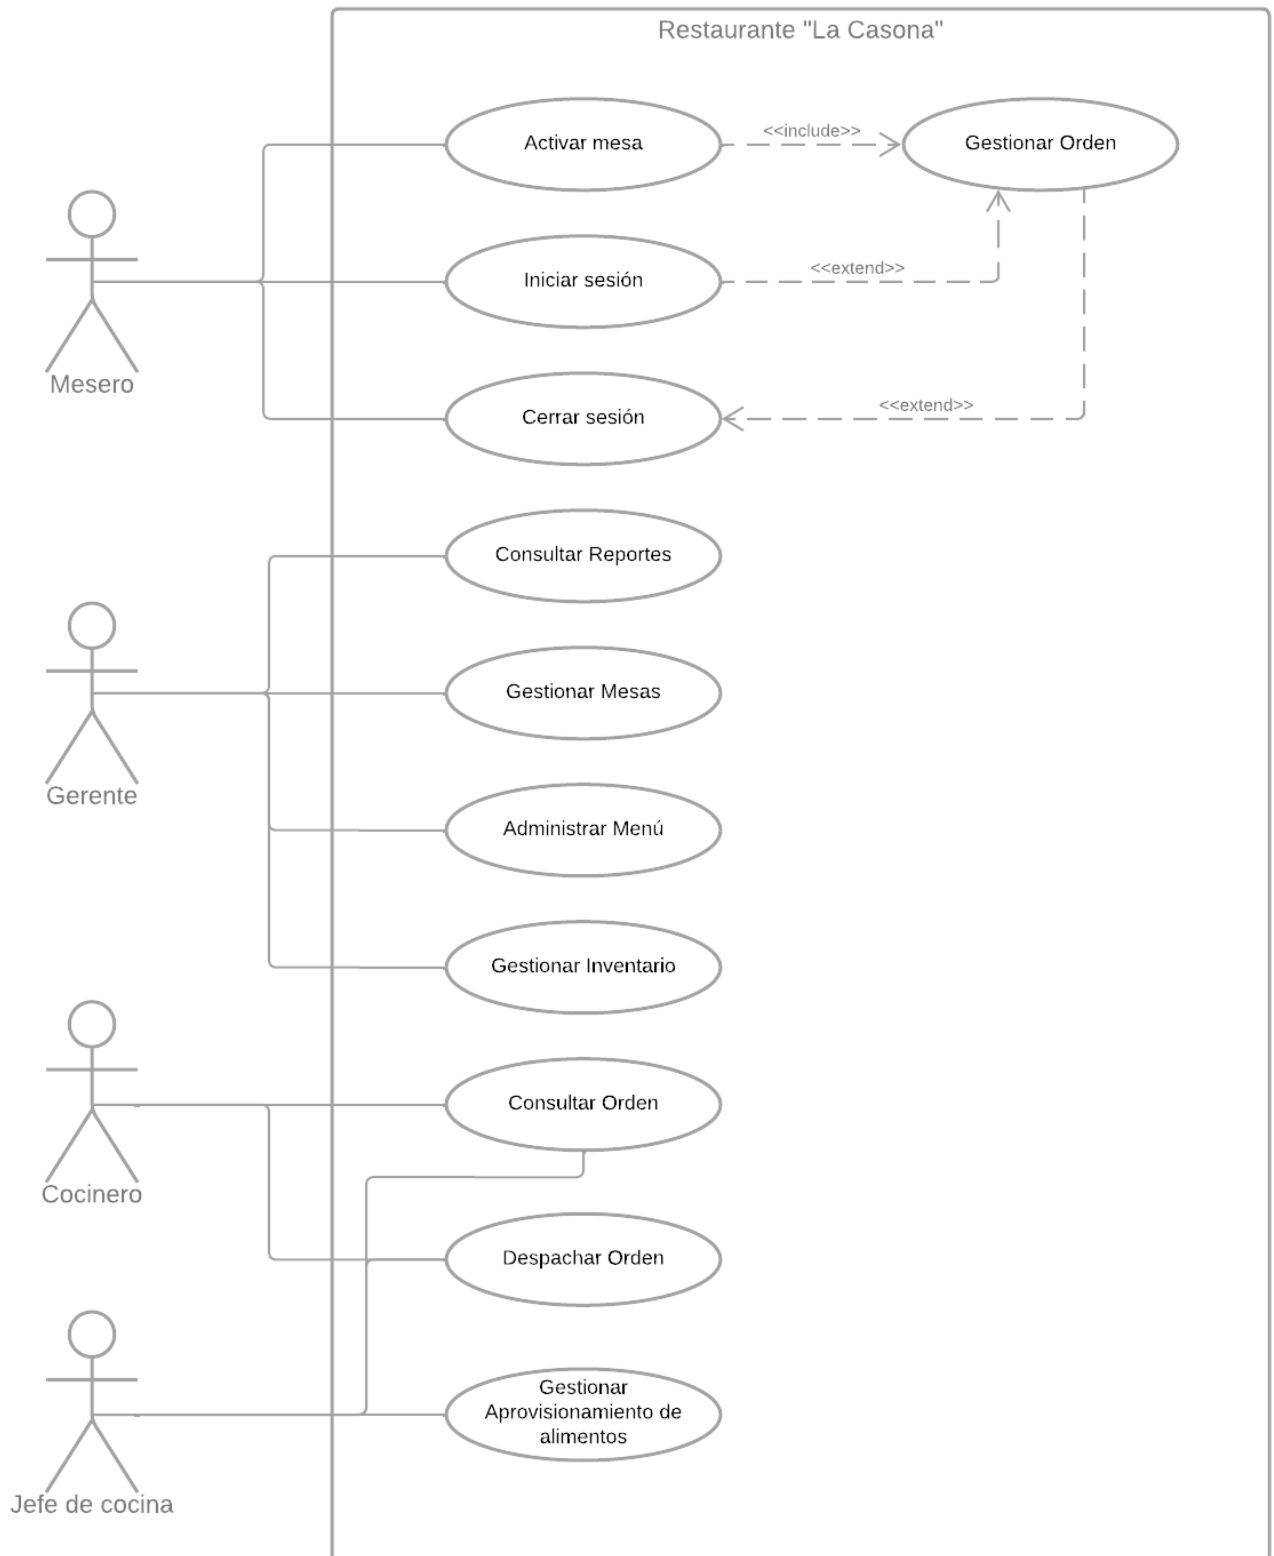 Restaurante "La Casona"
Activar mesa
<<include>>
Gestionar Orden
Iniciar sesión
<<extend>>
Mesero
Cerrar sesión
<<extend>>
Consultar Reportes
Gestionar Mesas
Gerente
Administrar Menú
Gestionar Inventario
Consultar Orden
Cocinero
Despachar Orden
Gestionar
Aprovisionamiento de
alimentos
Jefe de cocina